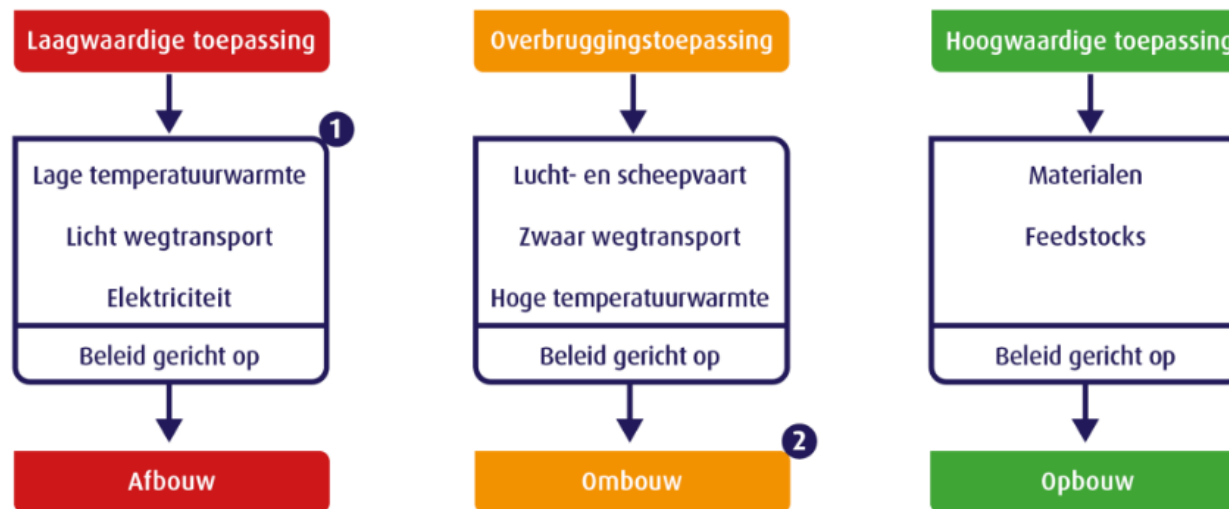 Laagwaardige toepassing
1
Lage temperatuurwarmte
Licht wegtransport
Elektriciteit
Beleid gericht op
Afbouw
Overbruggingstoepassing
Lucht- en scheepvaart
Zwaar wegtransport
Hoge temperatuurwarmte
Beleid gericht op
2
Ombouw
Hoogwaardige toepassing
Materialen
Feedstocks
Beleid gericht op
Opbouw